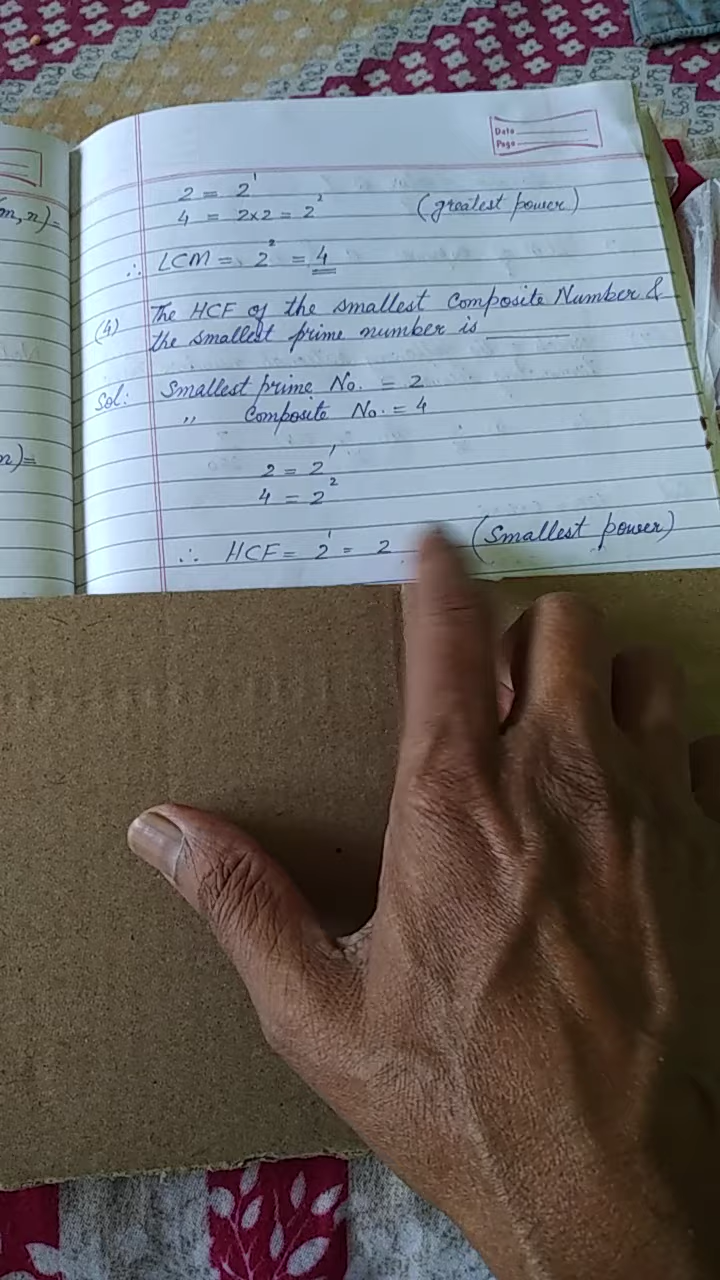 Date
Page
m, n) =
2 = 2¹
4 = 2×2 = 2² (greatest power)
∴ LCM = 2² = 4
(4) The HCF of the smallest Composite Number &
the smallest prime number is ______
Sol: Smallest prime No. = 2
" Composite No. = 4
n) =
2 = 2¹
4 = 2²
∴ HCF = 2¹ = 2 (Smallest power)